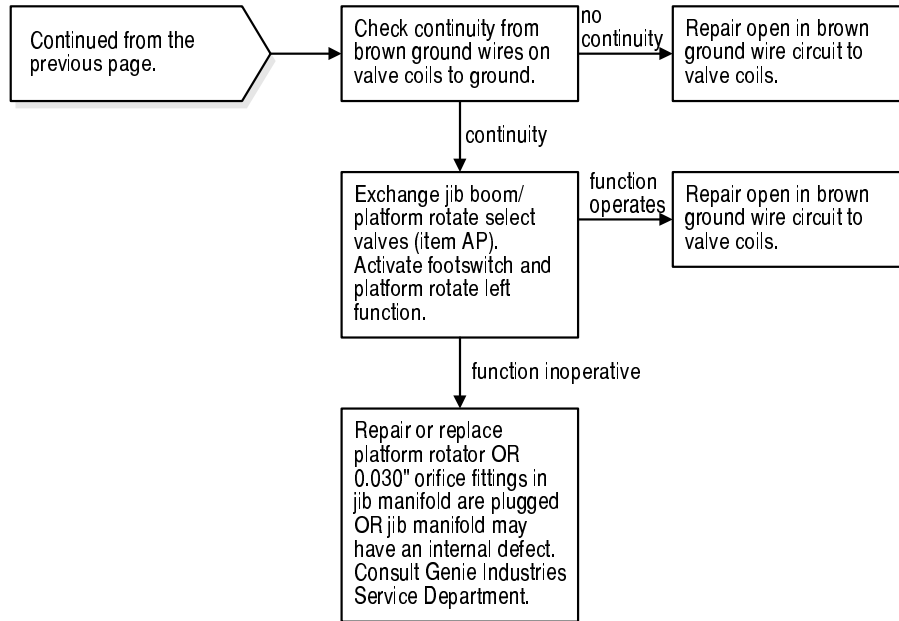 Continued from the
previous page.
Check continuity from
brown ground wires on
valve coils to ground.
no
continuity
Repair open in brown
ground wire circuit to
valve coils.
continuity
Exchange jib boom/
platform rotate select
valves (item AP).
Activate footswitch and
platform rotate left
function.
function
operates
Repair open in brown
ground wire circuit to
valve coils.
function inoperative
Repair or replace
platform rotator OR
0.030" orifice fittings in
jib manifold are plugged
OR jib manifold may
have an internal defect.
Consult Genie Industries
Service Department.